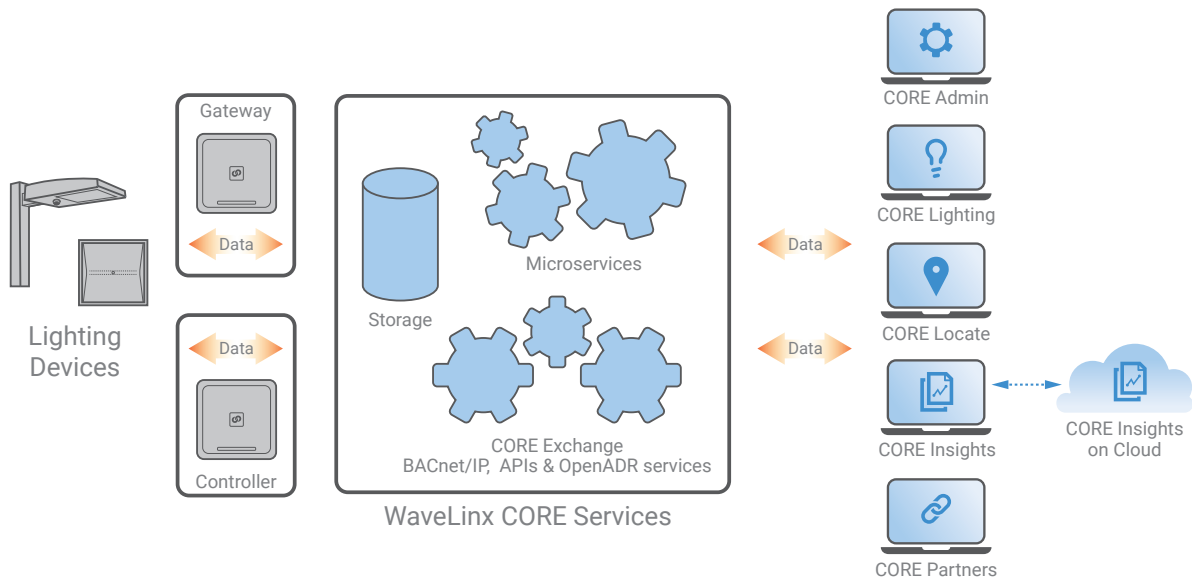 Lighting
Devices
Gateway
Data
Data
Controller
Storage
Microservices
CORE Exchange
BACnet/IP, APIs & OpenADR services
WaveLinx CORE Services
Data
Data
CORE Admin
CORE Lighting
CORE Locate
CORE Insights
CORE Partners
CORE Insights
on Cloud